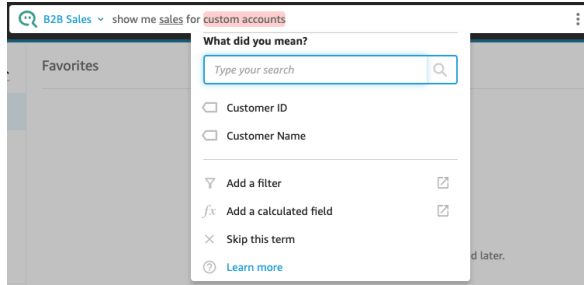 B2B Sales show me sales for custom accounts
What did you mean?
Favorites
Type your search
Customer ID
Customer Name
Add a filter
fx Add a calculated field
Skip this term
d later.
Learn more